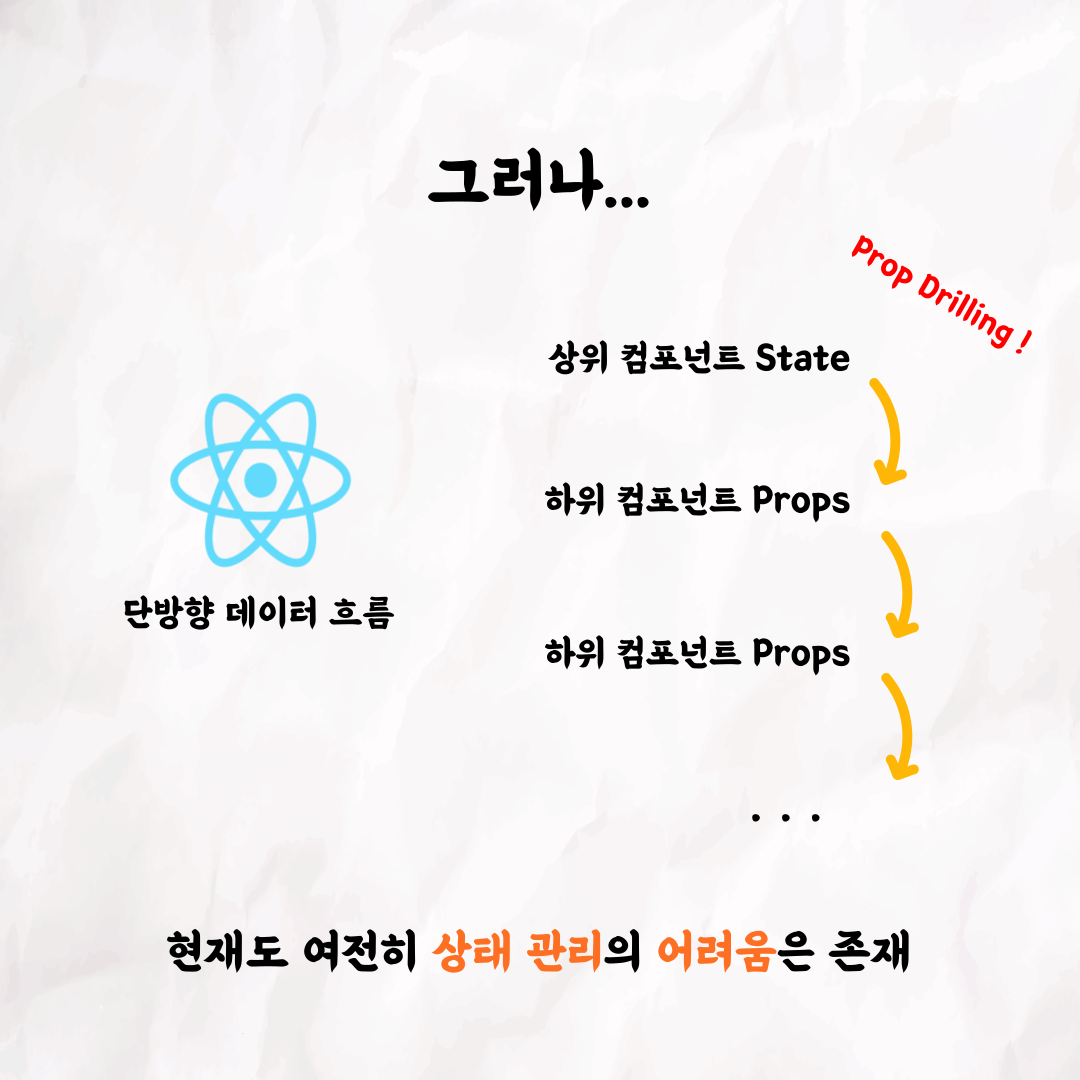 그러나...
Prop Drilling !
상위 컴포넌트 State
하위 컴포넌트 Props
단방향 데이터 흐름
하위 컴포넌트 Props
. . .
현재도 여전히 상태 관리의 어려움은 존재